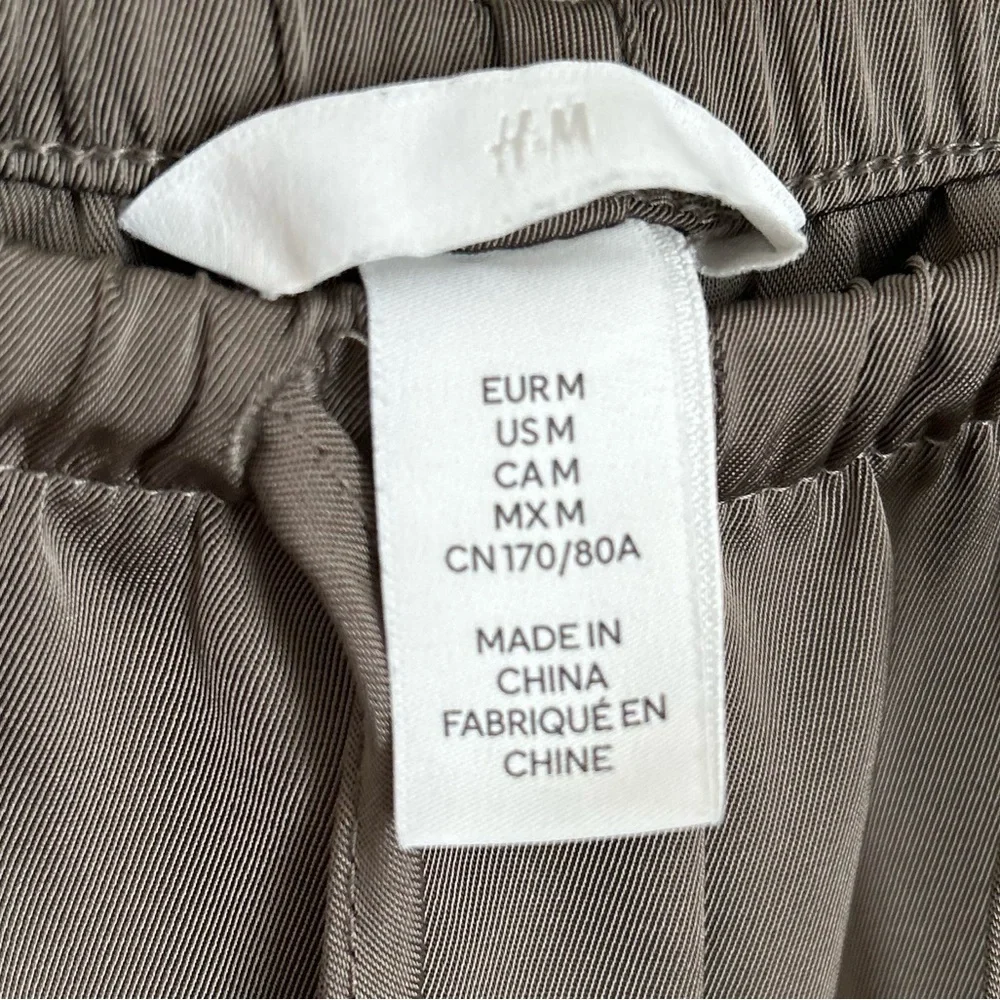 H&M
EUR M
US M
CA M
MX M
CN 170/80A
MADE IN
CHINA
FABRIQUÉ EN
CHINE